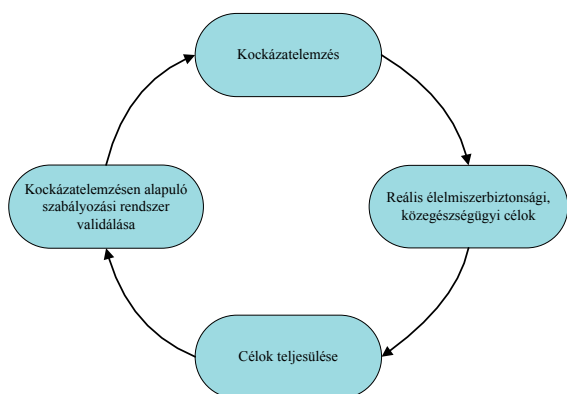 Kockázatelemzés
Reális élelmiszerbiztonsági,
közegészségügyi célok
Célok teljesülése
Kockázatelemzésen alapuló
szabályozási rendszer
validálása